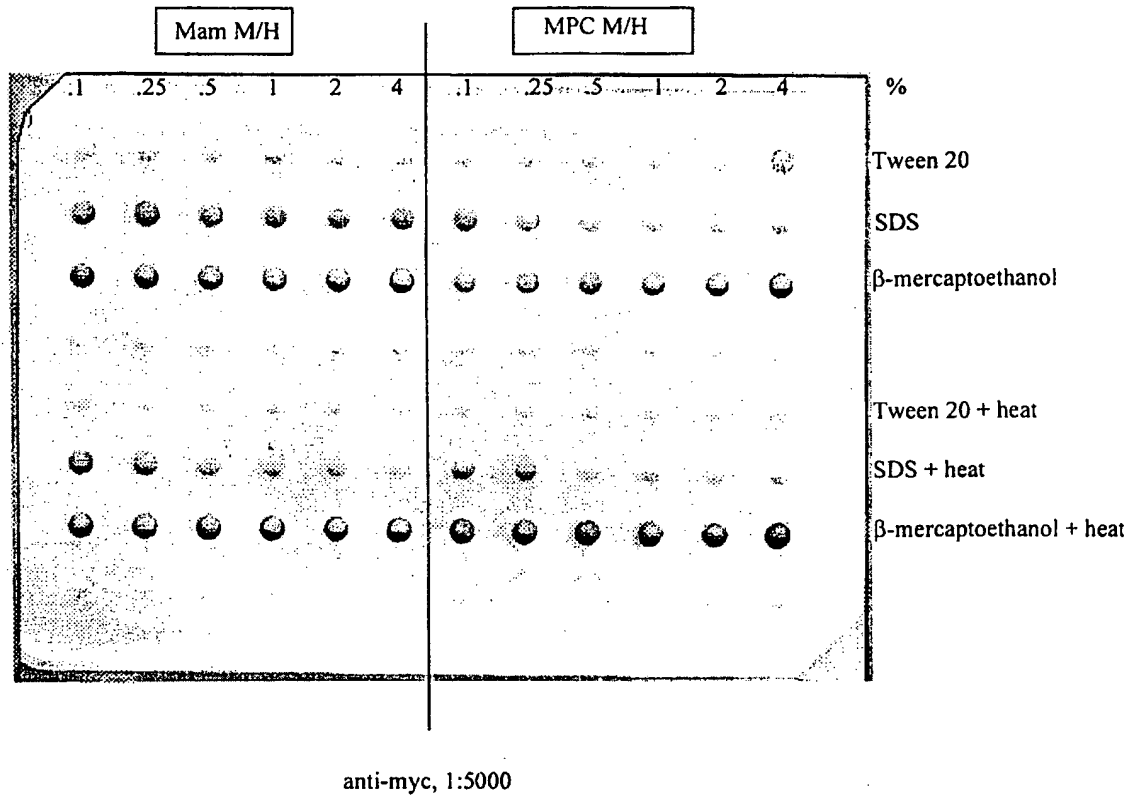 Mam M/H
MPC M/H
.1 .25 .5 1 2 4 .1 .25 .5 1 2 4 %
Tween 20
SDS
β-mercaptoethanol
Tween 20 + heat
SDS + heat
β-mercaptoethanol + heat
anti-myc, 1:5000